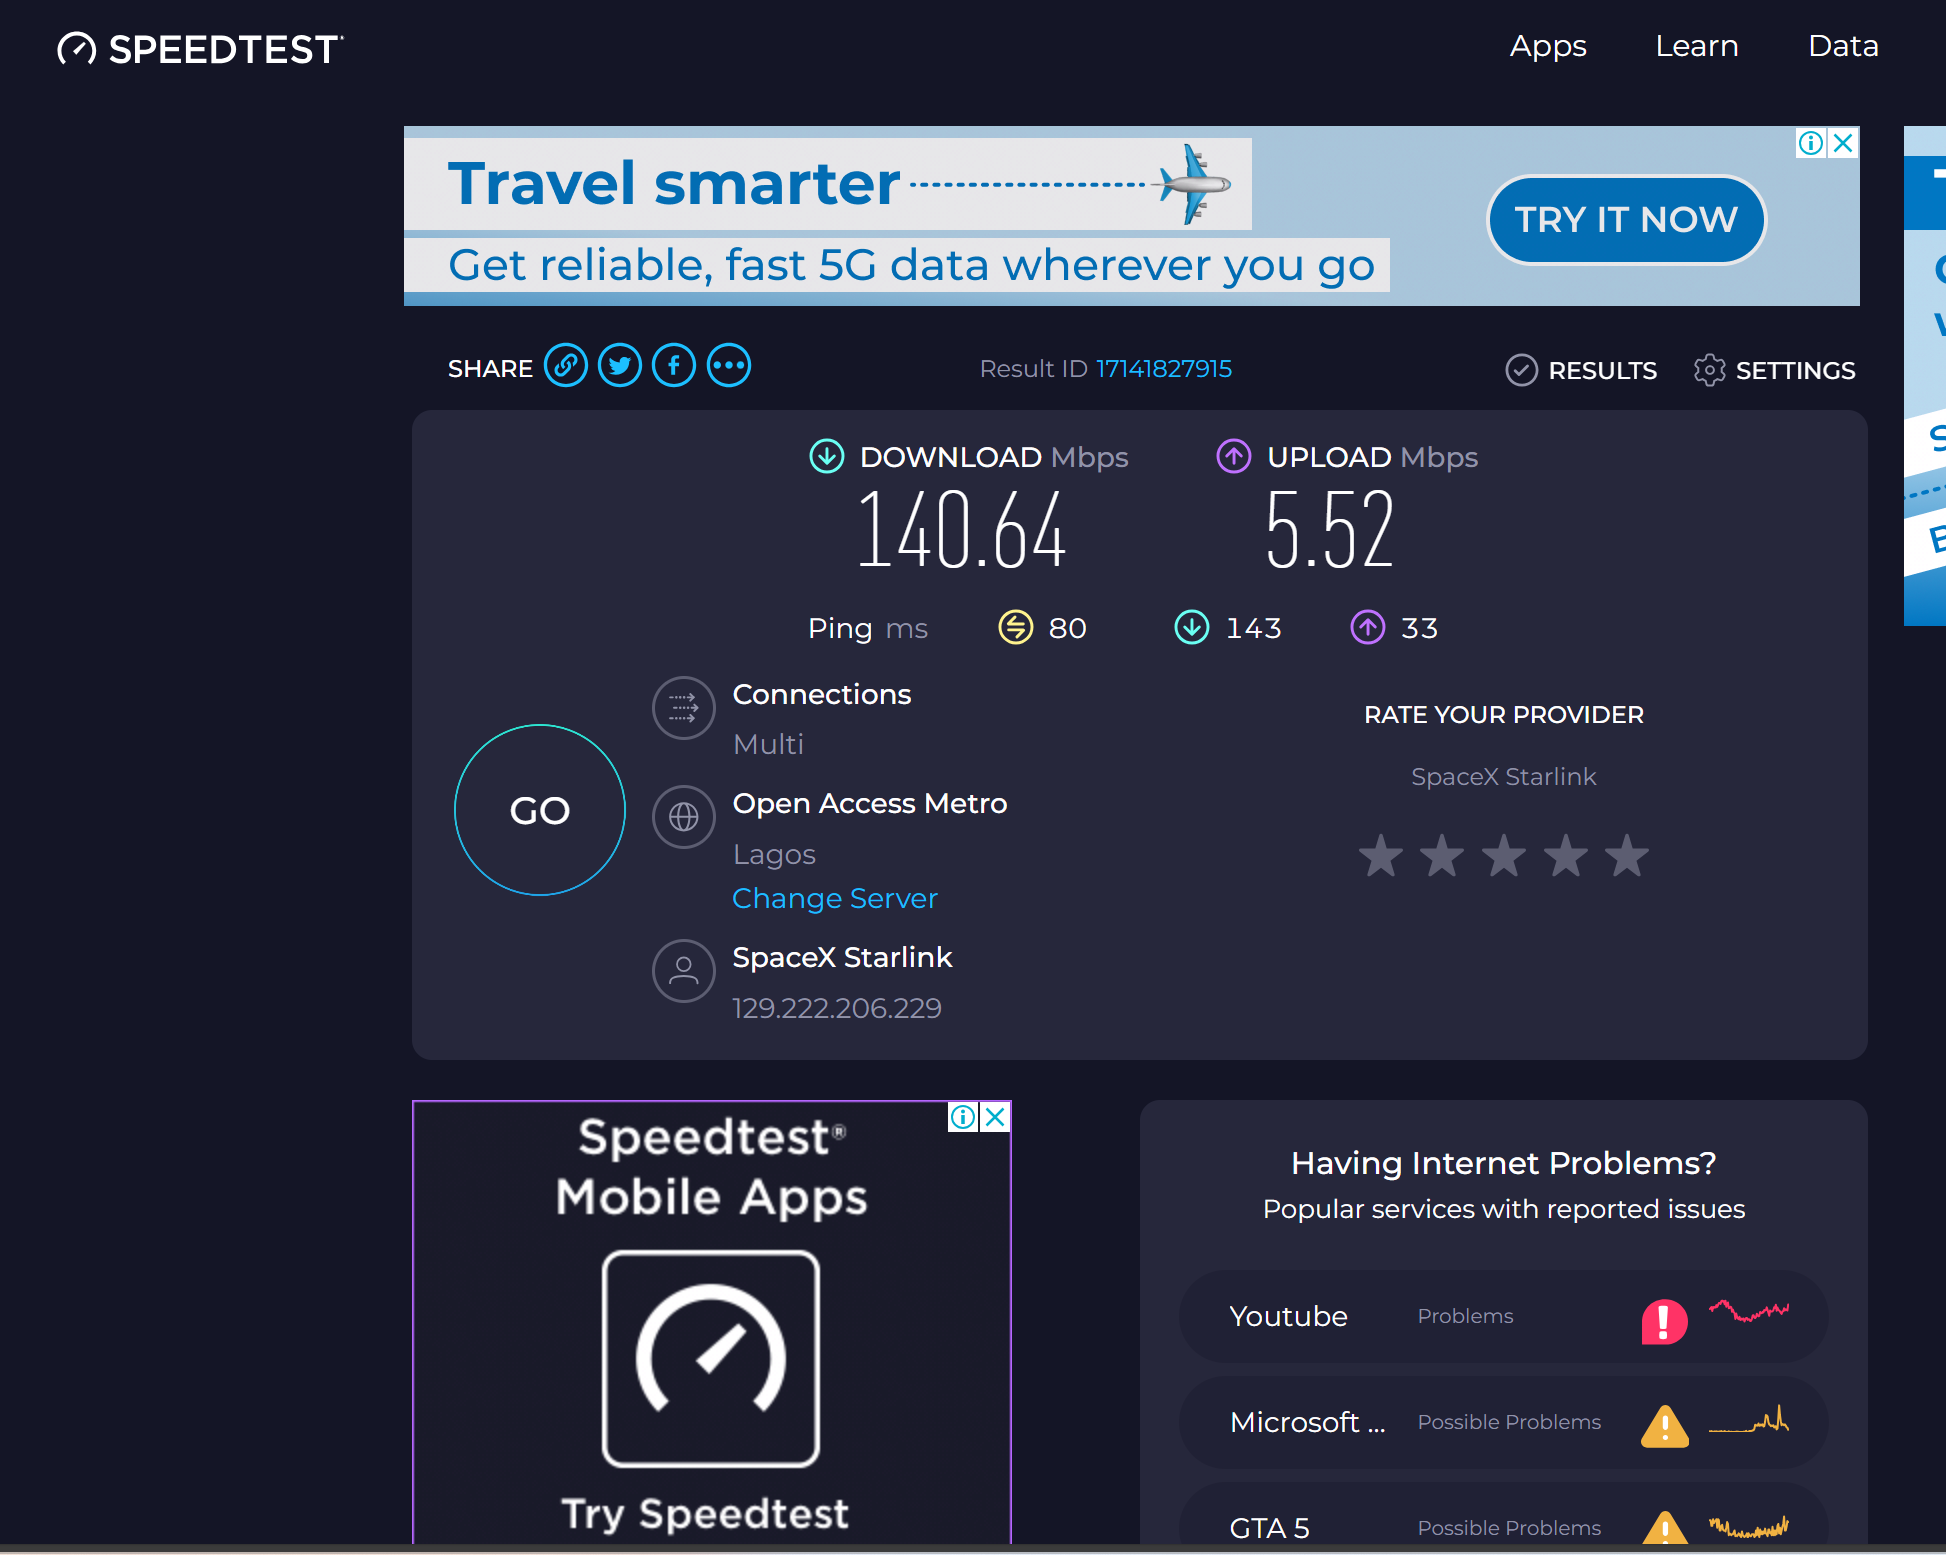 SPEEDTEST
Apps Learn Data
Travel smarter
Get reliable, fast 5G data wherever you go
TRY IT NOW
SHARE
Result ID 17141827915
RESULTS
SETTINGS
DOWNLOAD Mbps
140.64
UPLOAD Mbps
5.52
Ping ms 80 143 33
GO
Connections
Multi
Open Access Metro
Lagos
Change Server
SpaceX Starlink
129.222.206.229
RATE YOUR PROVIDER
SpaceX Starlink
Speedtest®
Mobile Apps
Try Speedtest
Having Internet Problems?
Popular services with reported issues
Youtube Problems
Microsoft ... Possible Problems
GTA 5 Possible Problems